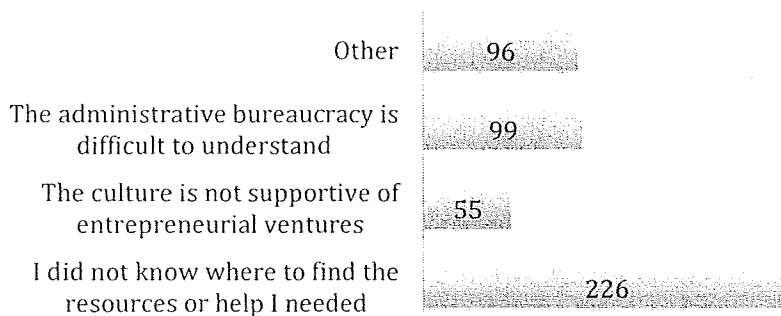 Other
96
The administrative bureaucracy is
difficult to understand
99
The culture is not supportive of
entrepreneurial ventures
55
I did not know where to find the
resources or help I needed
226